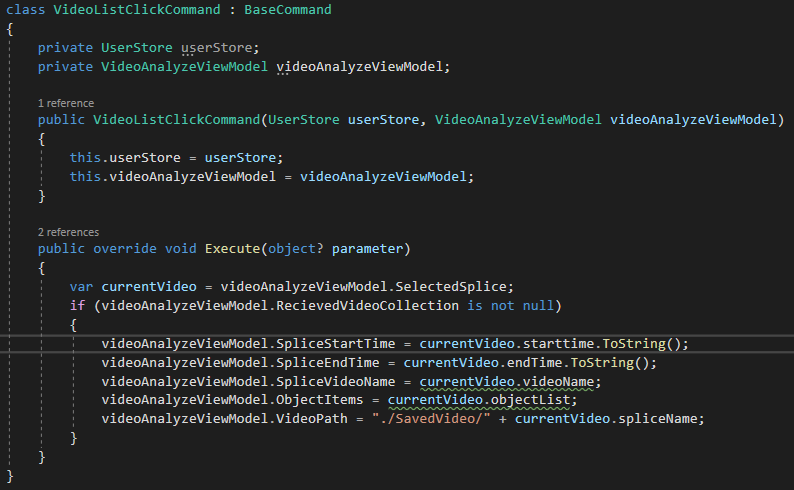 class VideoListClickCommand : BaseCommand
{
private UserStore userStore;
private VideoAnalyzeViewModel videoAnalyzeViewModel;
1 reference
public VideoListClickCommand(UserStore userStore, VideoAnalyzeViewModel videoAnalyzeViewModel)
{
this.userStore = userStore;
this.videoAnalyzeViewModel = videoAnalyzeViewModel;
}
2 references
public override void Execute(object? parameter)
{
var currentVideo = videoAnalyzeViewModel.SelectedSplice;
if (videoAnalyzeViewModel.RecievedVideoCollection is not null)
{
videoAnalyzeViewModel.SpliceStartTime = currentVideo.starttime.ToString();
videoAnalyzeViewModel.SpliceEndTime = currentVideo.endTime.ToString();
videoAnalyzeViewModel.SpliceVideoName = currentVideo.videoName;
videoAnalyzeViewModel.ObjectItems = currentVideo.objectList;
videoAnalyzeViewModel.VideoPath = "./SavedVideo/" + currentVideo.spliceName;
}
}
}